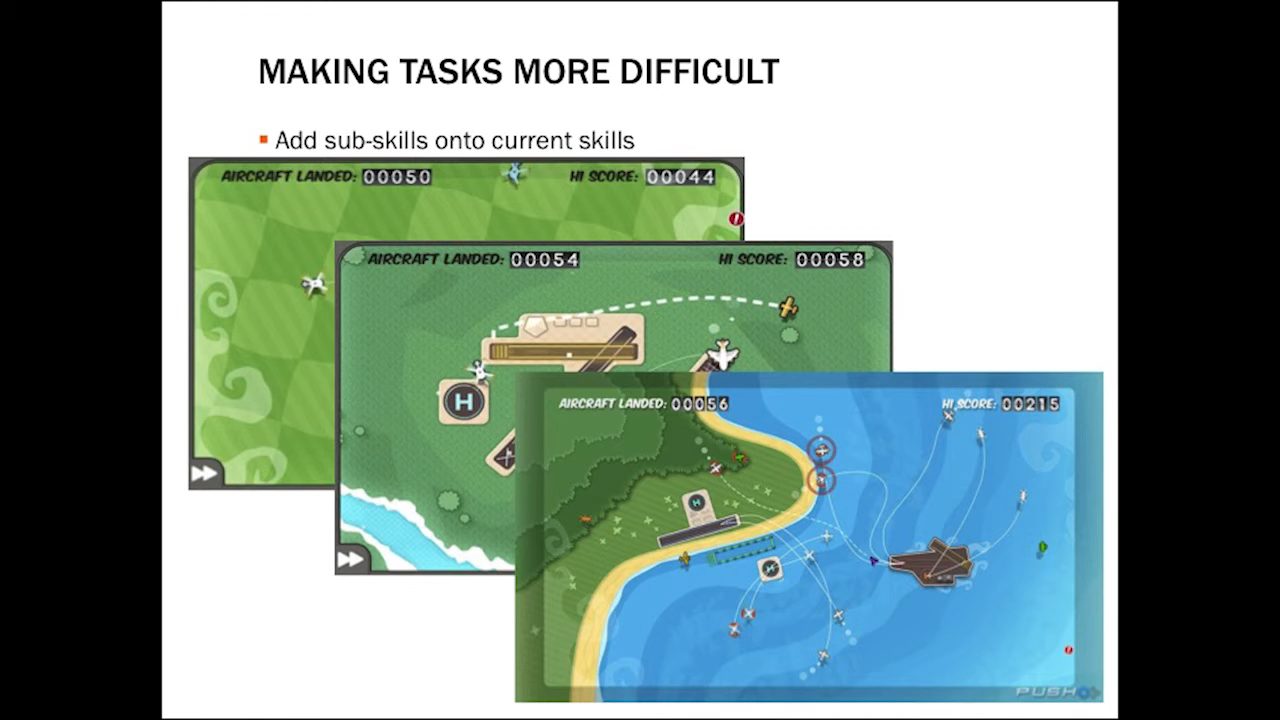 MAKING TASKS MORE DIFFICULT
Add sub-skills onto current skills
AIRCRAFT LANDED: 00050 HI SCORE: 00044
!
AIRCRAFT LANDED: 00054 HI SCORE: 00058
H
AIRCRAFT LANDED: 00056 HI SCORE: 00215
H
H
!
PUSH